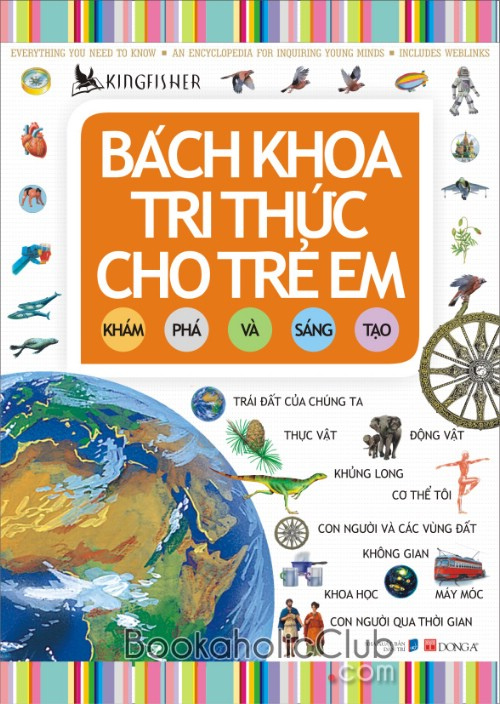 EVERYTHING YOU NEED TO KNOW ■ AN ENCYCLOPEDIA FOR INQUIRING YOUNG MINDS ■ INCLUDES WEBLINKS
KINGFISHER
BÁCH KHOA
TRI THỨC
CHO TRẺ EM
KHÁM PHÁ VÀ SÁNG TẠO
TRÁI ĐẤT CỦA CHÚNG TA
THỰC VẬT
ĐỘNG VẬT
KHỦNG LONG
CƠ THỂ TÔI
CON NGƯỜI VÀ CÁC VÙNG ĐẤT
KHÔNG GIAN
KHOA HỌC
MÁY MÓC
CON NGƯỜI QUA THỜI GIAN
BookaholicClub
.com
DONG A